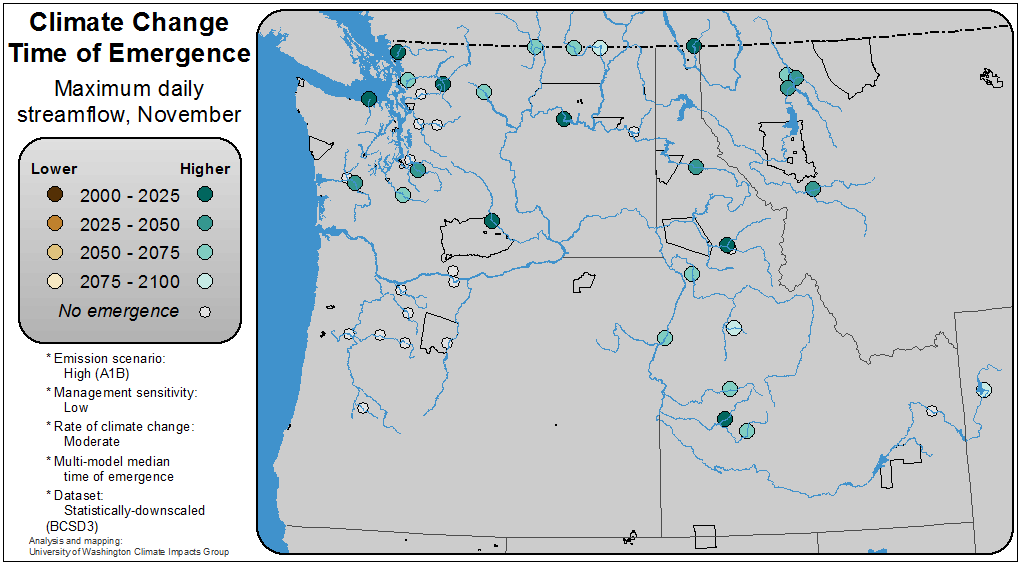 Climate Change
Time of Emergence
Maximum daily
streamflow, November
Lower Higher
2000 - 2025
2025 - 2050
2050 - 2075
2075 - 2100
No emergence
* Emission scenario:
High (A1B)
* Management sensitivity:
Low
* Rate of climate change:
Moderate
* Multi-model median
time of emergence
* Dataset:
Statistically-downscaled
(BCSD3)
Analysis and mapping:
University of Washington Climate Impacts Group